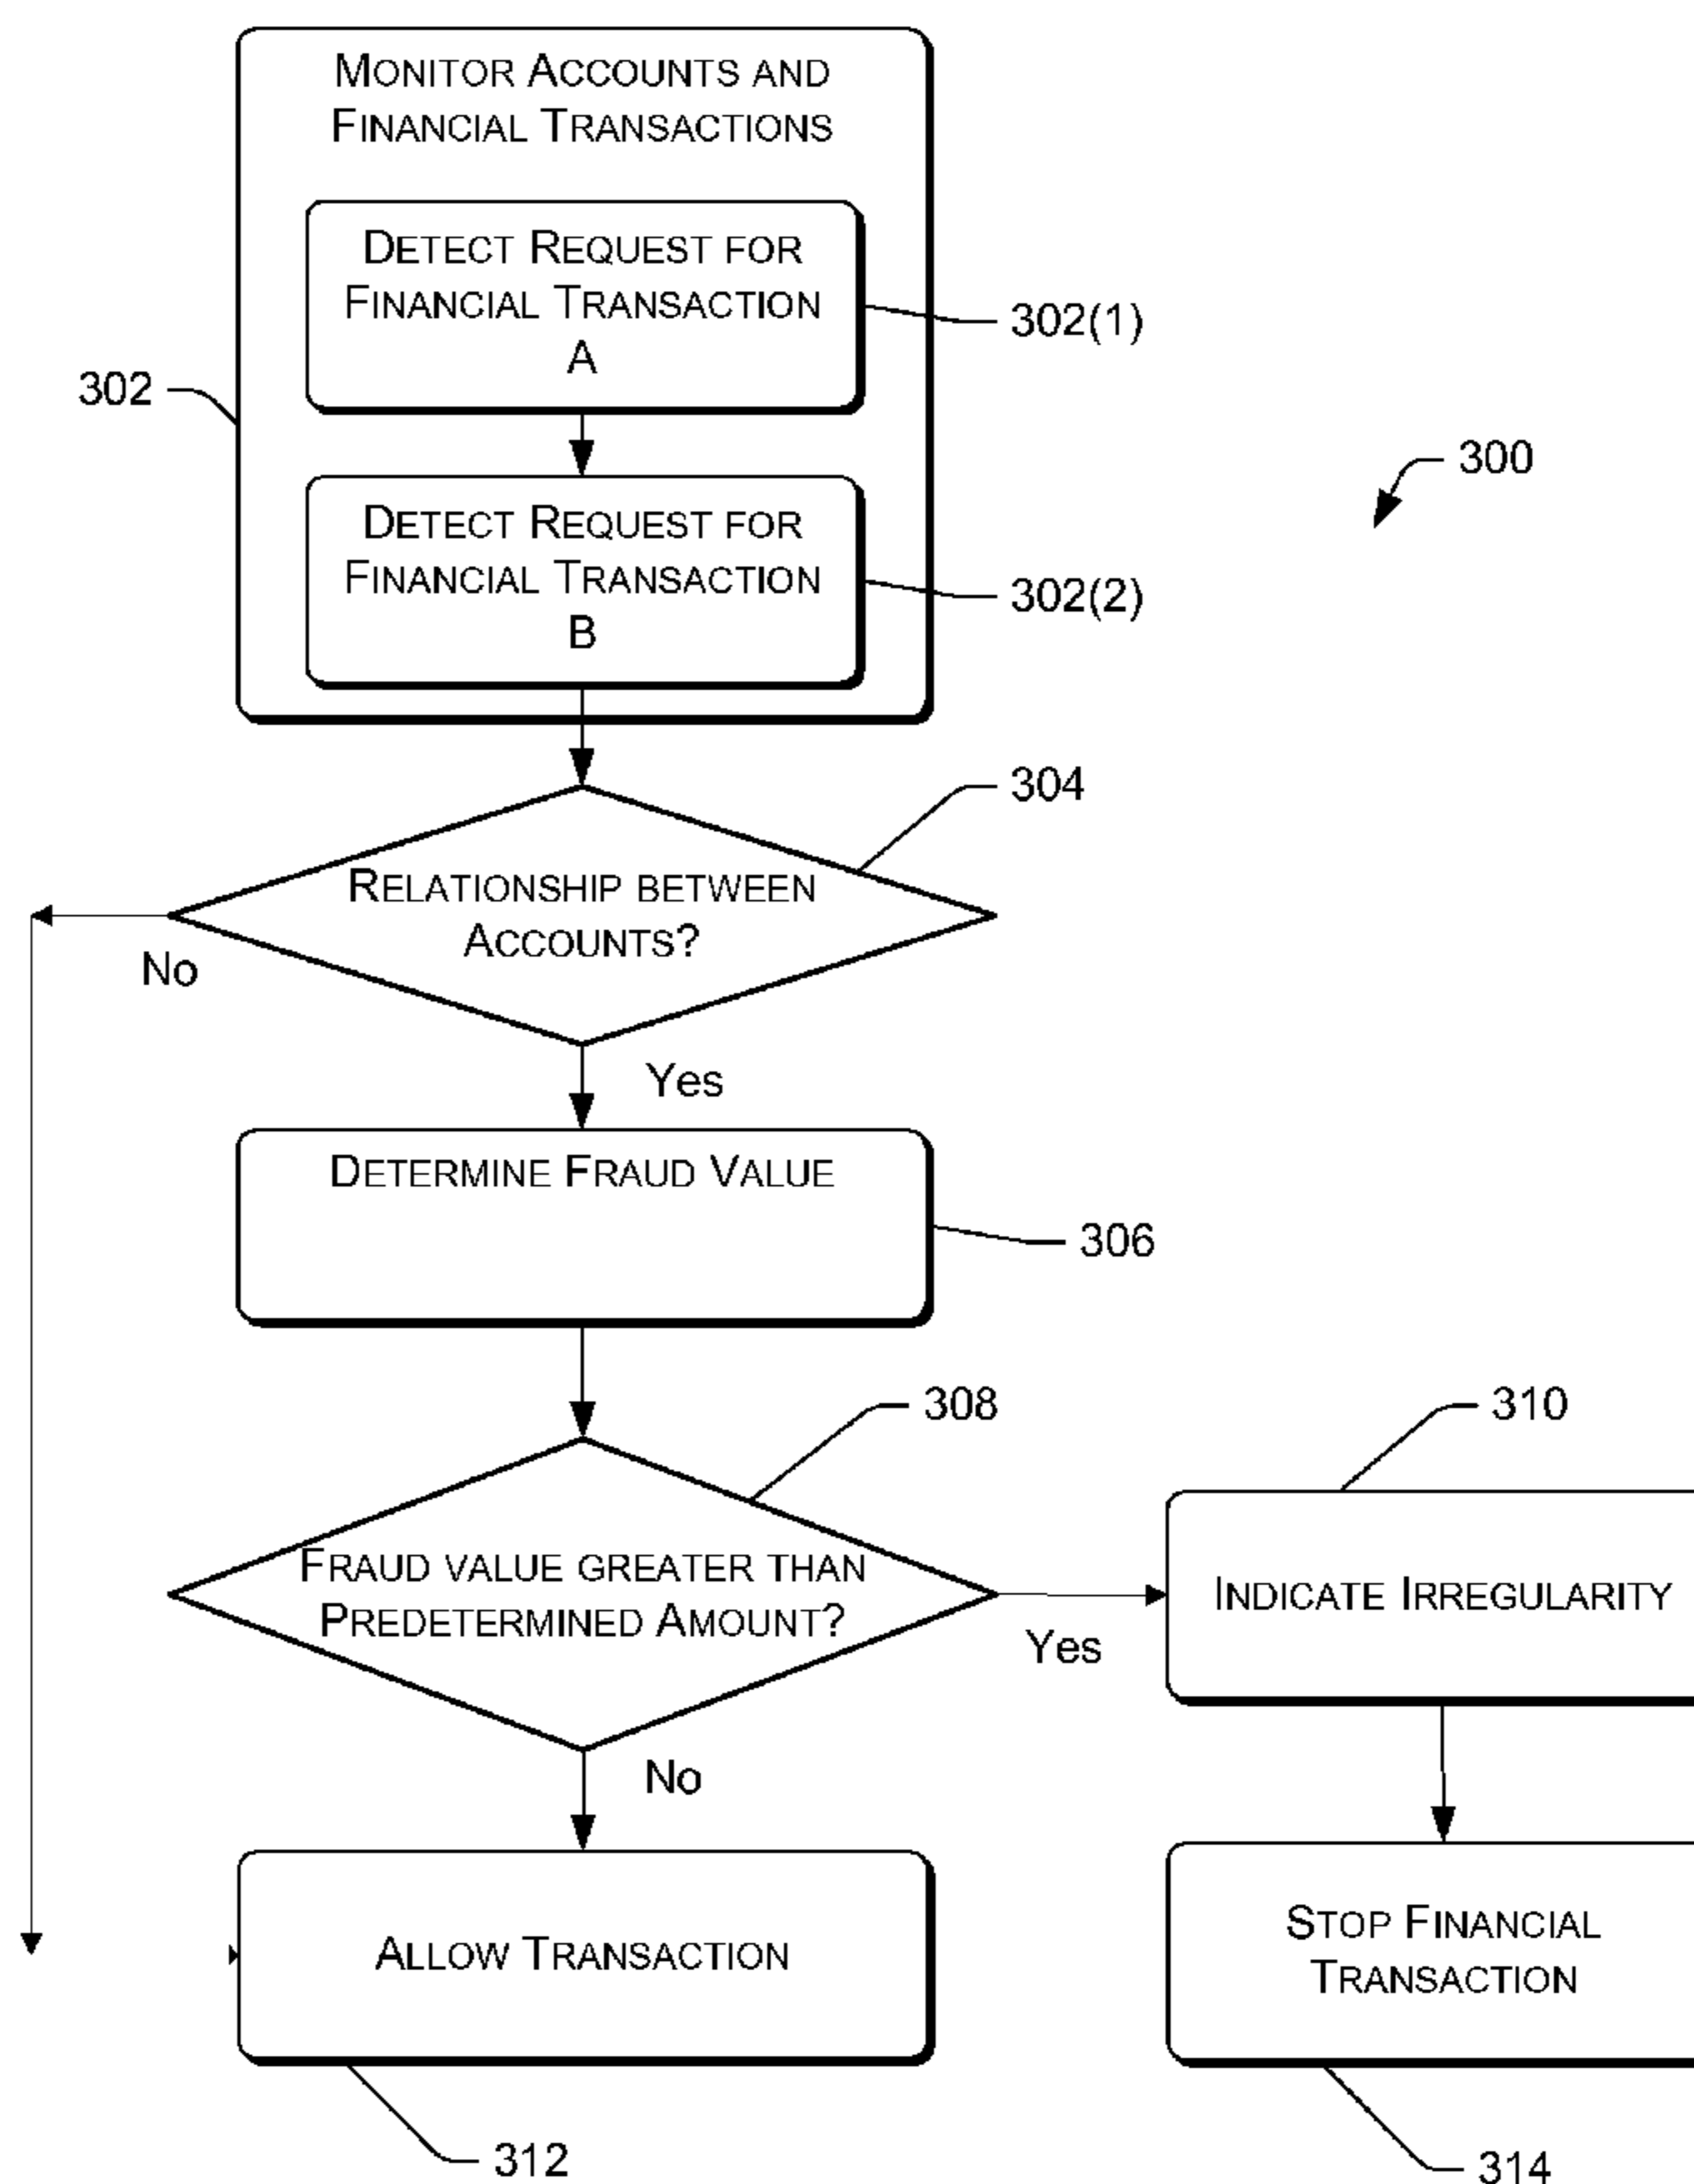 MONITOR ACCOUNTS AND
FINANCIAL TRANSACTIONS
DETECT REQUEST FOR
FINANCIAL TRANSACTION
A
302(1)
302
300
DETECT REQUEST FOR
FINANCIAL TRANSACTION
B
302(2)
304
RELATIONSHIP BETWEEN
ACCOUNTS?
No
Yes
DETERMINE FRAUD VALUE
306
308
310
FRAUD VALUE GREATER THAN
PREDETERMINED AMOUNT?
Yes
INDICATE IRREGULARITY
No
ALLOW TRANSACTION
STOP FINANCIAL
TRANSACTION
312
314